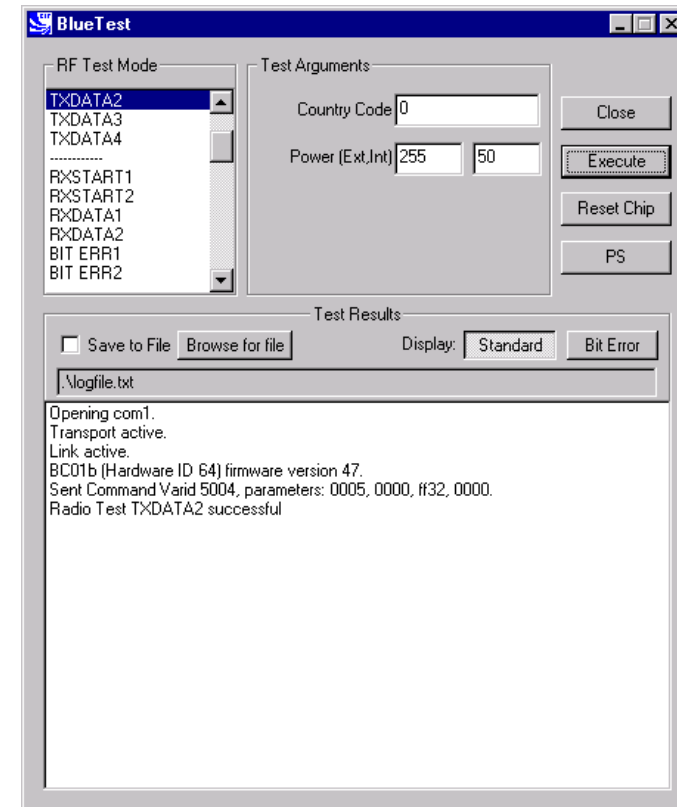 BlueTest
RF Test Mode
TXDATA2
TXDATA3
TXDATA4
------------
RXSTART1
RXSTART2
RXDATA1
RXDATA2
BIT ERR1
BIT ERR2
Test Arguments
Country Code 0
Power (Ext,Int) 255 50
Close
Execute
Reset Chip
PS
Test Results
Save to File Browse for file Display: Standard Bit Error
.\logfile.txt
Opening com1.
Transport active.
Link active.
BC01b (Hardware ID 64) firmware version 47.
Sent Command Varid 5004, parameters: 0005, 0000, ff32, 0000.
Radio Test TXDATA2 successful